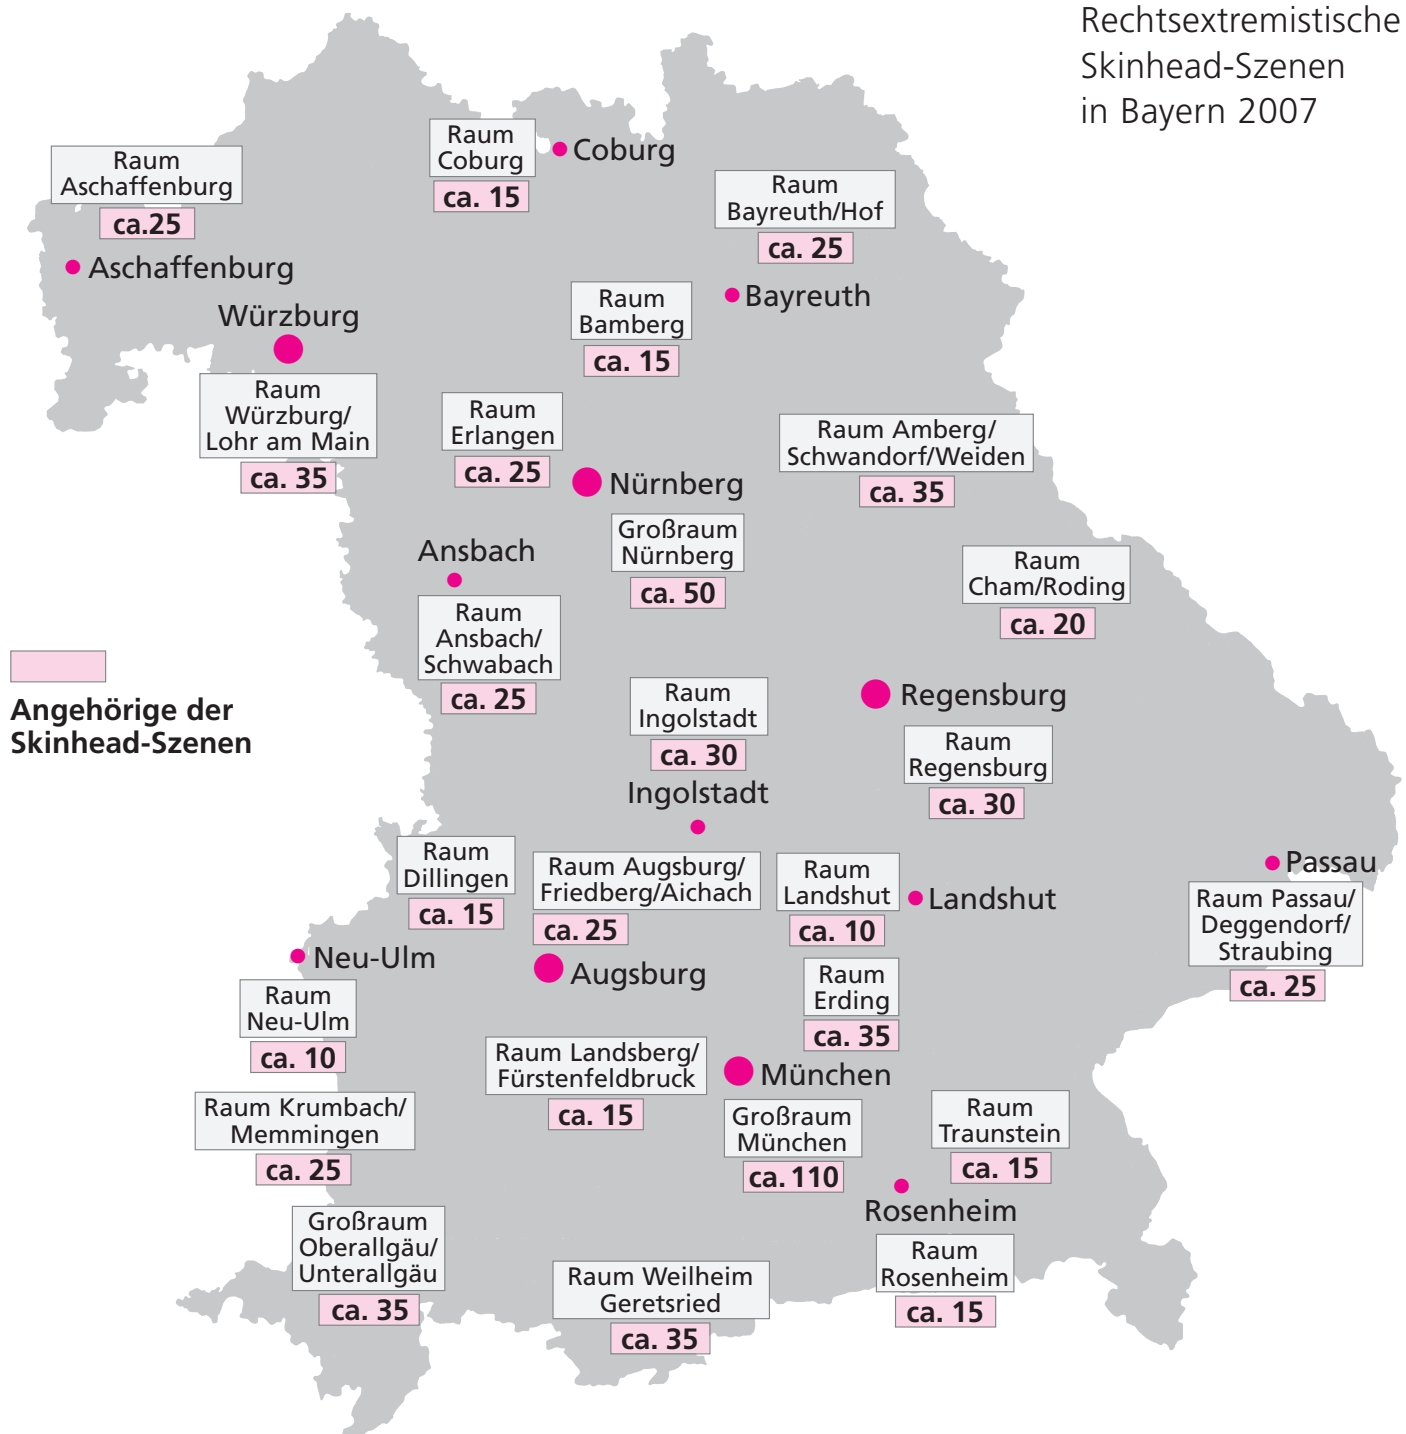 Rechtsextremistische
Skinhead-Szenen
in Bayern 2007
Raum
Coburg
ca. 15
Coburg
Raum
Aschaffenburg
ca.25
Aschaffenburg
Raum
Bayreuth/Hof
ca. 25
Bayreuth
Würzburg
Raum
Würzburg/
Lohr am Main
ca. 35
Raum
Bamberg
ca. 15
Raum
Erlangen
ca. 25
Nürnberg
Großraum
Nürnberg
ca. 50
Raum Amberg/
Schwandorf/Weiden
ca. 35
Ansbach
Raum
Ansbach/
Schwabach
ca. 25
Raum
Cham/Roding
ca. 20
Angehörige der
Skinhead-Szenen
Raum
Ingolstadt
ca. 30
Ingolstadt
Regensburg
Raum
Regensburg
ca. 30
Raum
Dillingen
ca. 15
Raum Augsburg/
Friedberg/Aichach
ca. 25
Augsburg
Raum
Landshut
ca. 10
Landshut
Passau
Raum Passau/
Deggendorf/
Straubing
ca. 25
Neu-Ulm
Raum
Neu-Ulm
ca. 10
Raum
Erding
ca. 35
Raum Landsberg/
Fürstenfeldbruck
ca. 15
München
Großraum
München
ca. 110
Raum Krumbach/
Memmingen
ca. 25
Raum
Traunstein
ca. 15
Rosenheim
Raum
Rosenheim
ca. 15
Großraum
Oberallgäu/
Unterallgäu
ca. 35
Raum Weilheim
Geretsried
ca. 35